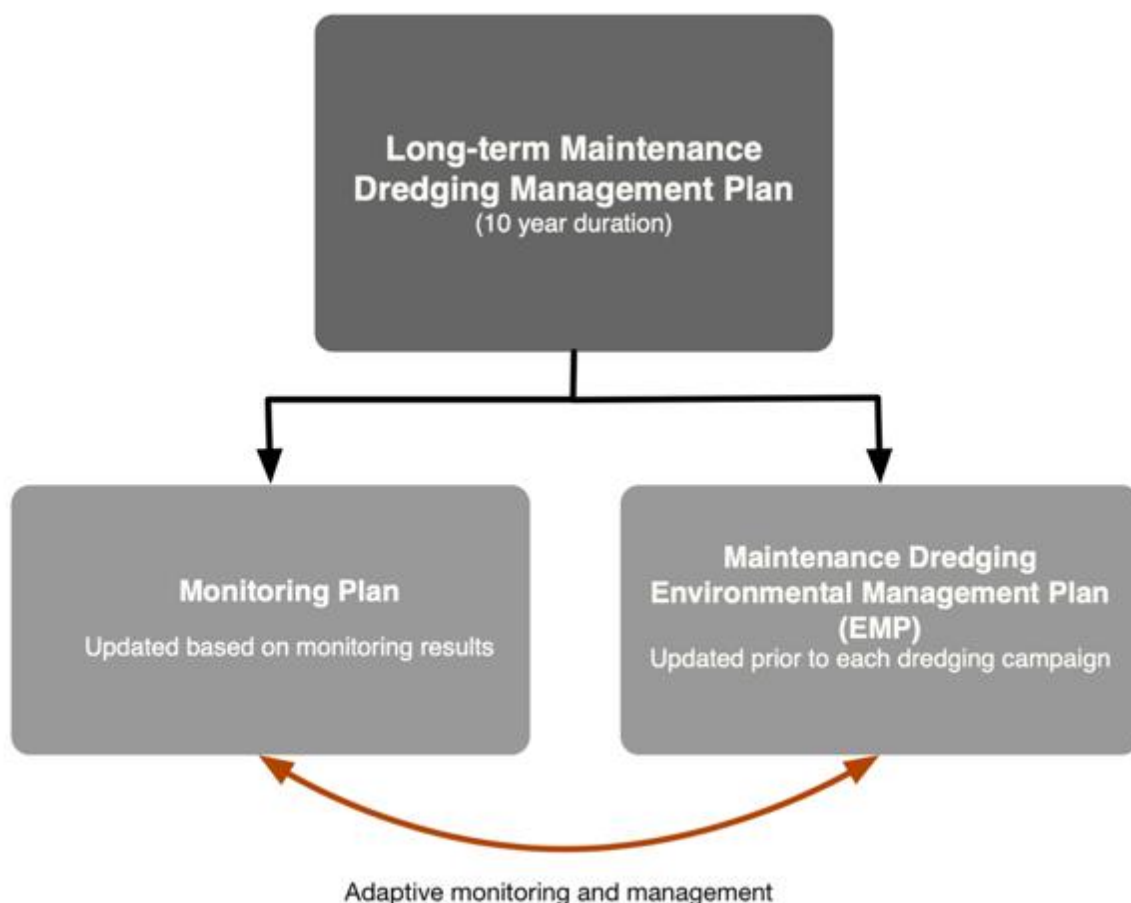 Long-term Maintenance
Dredging Management Plan
(10 year duration)
Monitoring Plan
Updated based on monitoring results
Maintenance Dredging
Environmental Management Plan
(EMP)
Updated prior to each dredging campaign
Adaptive monitoring and management